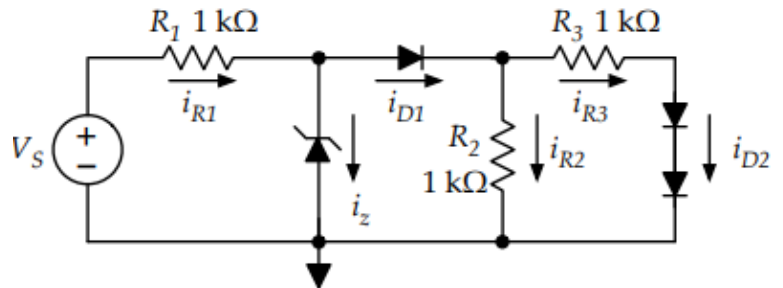 R1 1 kΩ
R3 1 kΩ
iR1
iD1
iR3
VS
+
−
R2
1 kΩ
iR2
iD2
iz